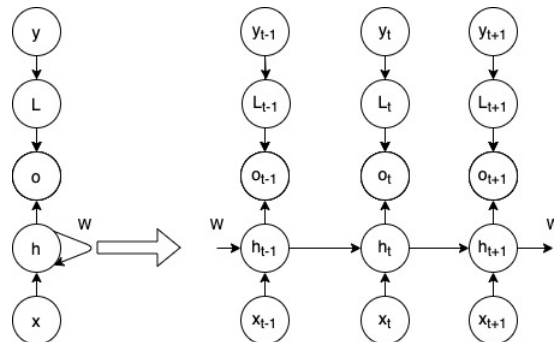 y y_{t-1} y_t y_{t+1}
L L_{t-1} L_t L_{t+1}
o o_{t-1} o_t o_{t+1}
W W W
h h_{t-1} h_t h_{t+1}
x x_{t-1} x_t x_{t+1}